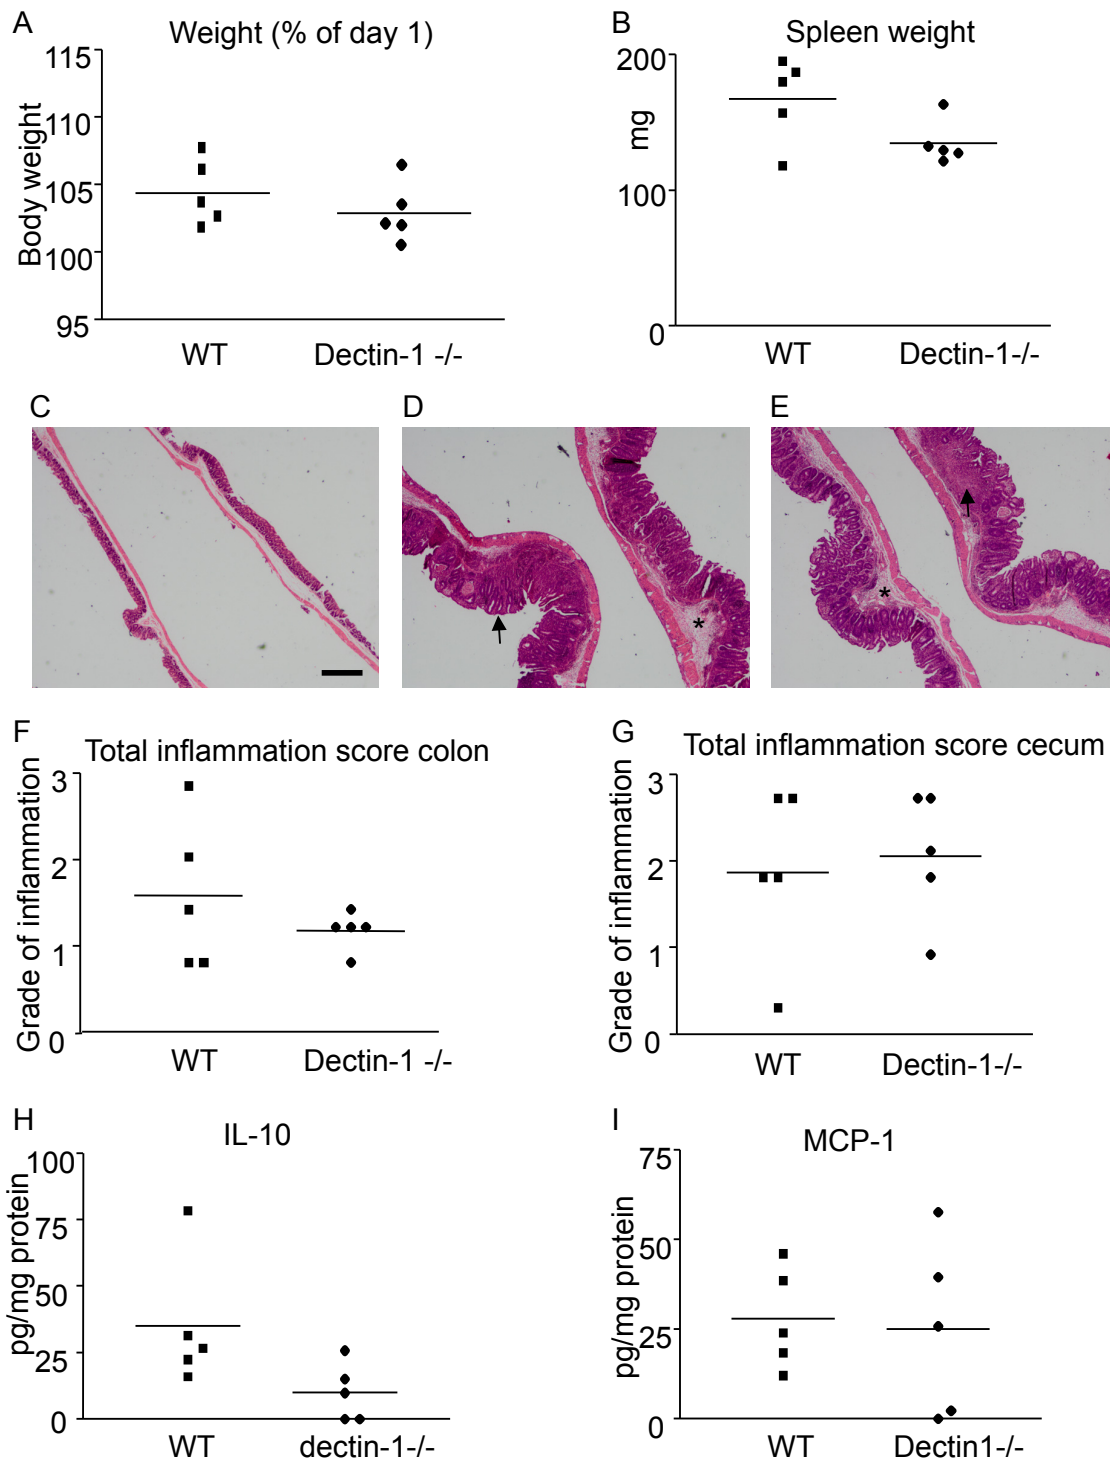 A
Weight (% of day 1)
115
110
105
100
95
Body weight
WT
Dectin-1 -/-
B
Spleen weight
200
100
0
mg
WT
Dectin-1-/-
C
D
E
*
*
F
Total inflammation score colon
3
2
1
0
Grade of inflammation
WT
Dectin-1 -/-
G
Total inflammation score cecum
3
2
1
0
Grade of inflammation
WT
Dectin-1-/-
H
IL-10
100
75
50
25
0
pg/mg protein
WT
dectin-1-/-
I
MCP-1
75
50
25
0
pg/mg protein
WT
Dectin1-/-